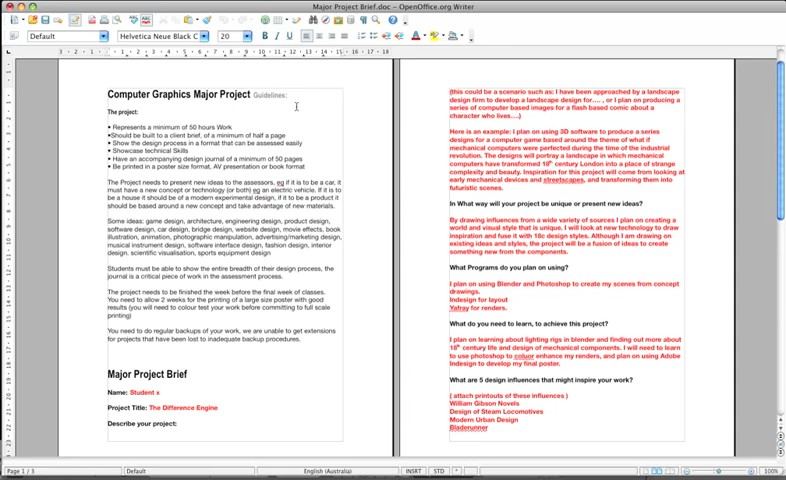 Major Project Brief.doc - OpenOffice.org Writer
Default
Helvetica Neue Black C
20
B I U
3 2 1 1 2 3 4 5 6 7 8 9 10 11 12 13 14 15 16 17 18
Computer Graphics Major Project Guidelines:
The project:
• Represents a minimum of 50 hours Work
•Should be built to a client brief, of a minimum of half a page
• Show the design process in a format that can be assessed easily
• Showcase technical Skills
• Have an accompanying design journal of a minimum of 50 pages
• Be printed in a poster size format, AV presentation or book format
The Project needs to present new ideas to the assessors, eg if it is to be a car, it
must have a new concept or technology (or both) eg an electric vehicle. If it is to
be a house it should be of a modern experimental design, if it to be a product it
should be based around a new concept and take advantage of new materials.
Some ideas: game design, architecture, engineering design, product design,
software design, car design, bridge design, website design, movie effects, book
illustration, animation, photographic manipulation, advertising/marketing design,
musical instrument design, software interface design, fashion design, interior
design, scientific visualisation, sports equipment design
Students must be able to show the entire breadth of their design process, the
journal is a critical piece of work in the assessment process.
The project needs to be finished the week before the final week of classes.
You need to allow 2 weeks for the printing of a large size poster with good
results (you will need to colour test your work before committing to full scale
printing)
You need to do regular backups of your work, we are unable to get extensions
for projects that have been lost to inadequate backup procedures.
Major Project Brief
Name: Student x
Project Title: The Difference Engine
Describe your project:
(this could be a scenario such as: I have been approached by a landscape
design firm to develop a landscape design for…. , or I plan on producing a
series of computer based images for a flash based comic about a
character who lives….)
Here is an example: I plan on using 3D software to produce a series
designs for a computer game based around the theme of what if
mechanical computers were perfected during the time of the industrial
revolution. The designs will portray a landscape in which mechanical
computers have transformed 18th century London into a place of strange
complexity and beauty. Inspiration for this project will come from looking at
early mechanical devices and streetscapes, and transforming them into
futuristic scenes.
In What way will your project be unique or present new ideas?
By drawing influences from a wide variety of sources I plan on creating a
world and visual style that is unique. I will look at new technology to draw
inspiration and fuse it with 18c design styles. Although I am drawing on
existing ideas and styles, the project will be a fusion of ideas to create
something new from the components.
What Programs do you plan on using?
I plan on using Blender and Photoshop to create my scenes from concept
drawings.
Indesign for layout
Yafray for renders.
What do you need to learn, to achieve this project?
I plan on learning about lighting rigs in blender and finding out more about
18th century life and design of mechanical components. I will need to learn
to use photoshop to coluor enhance my renders, and plan on using Adobe
Indesign to develop my final poster.
What are 5 design influences that might inspire your work?
( attach printouts of these influences )
William Gibson Novels
Design of Steam Locomotives
Modern Urban Design
Bladerunner
Page 1 / 3
Default
English (Australia)
INSRT
STD
*
100%